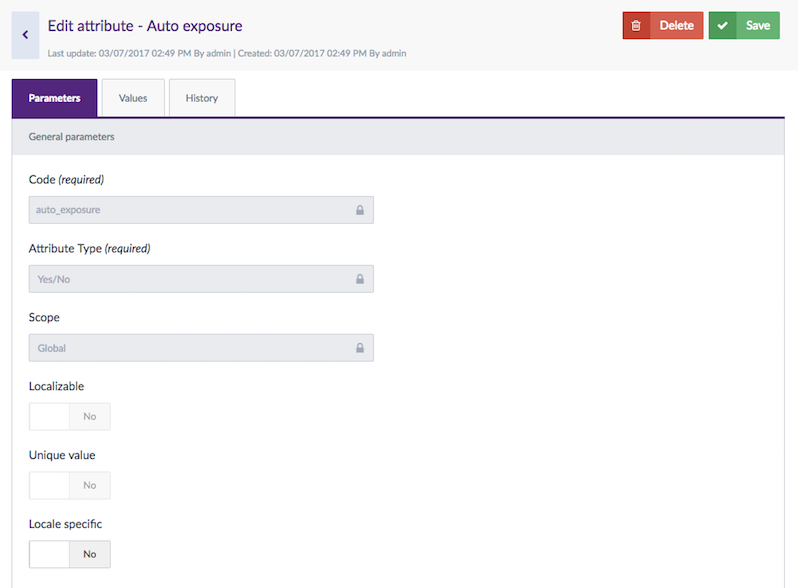 Edit attribute - Auto exposure
Delete
Save
Last update: 03/07/2017 02:49 PM By admin | Created: 03/07/2017 02:49 PM By admin
Parameters
Values
History
General parameters
Code (required)
auto_exposure
Attribute Type (required)
Yes/No
Scope
Global
Localizable
No
Unique value
No
Locale specific
No